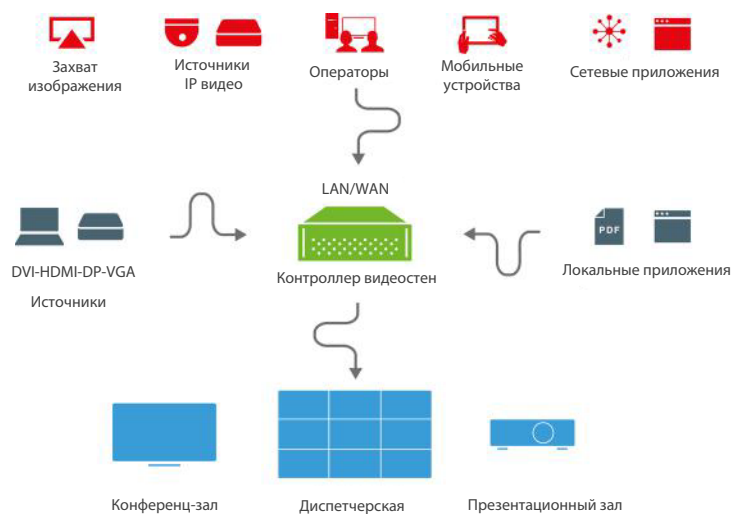 Захват
изображения
Источники
IP видео
Операторы
Мобильные
устройства
Сетевые приложения
LAN/WAN
DVI-HDMI-DP-VGA
Источники
Контроллер видеостен
PDF
Локальные приложения
Конференц-зал
Диспетчерская
Презентационный зал